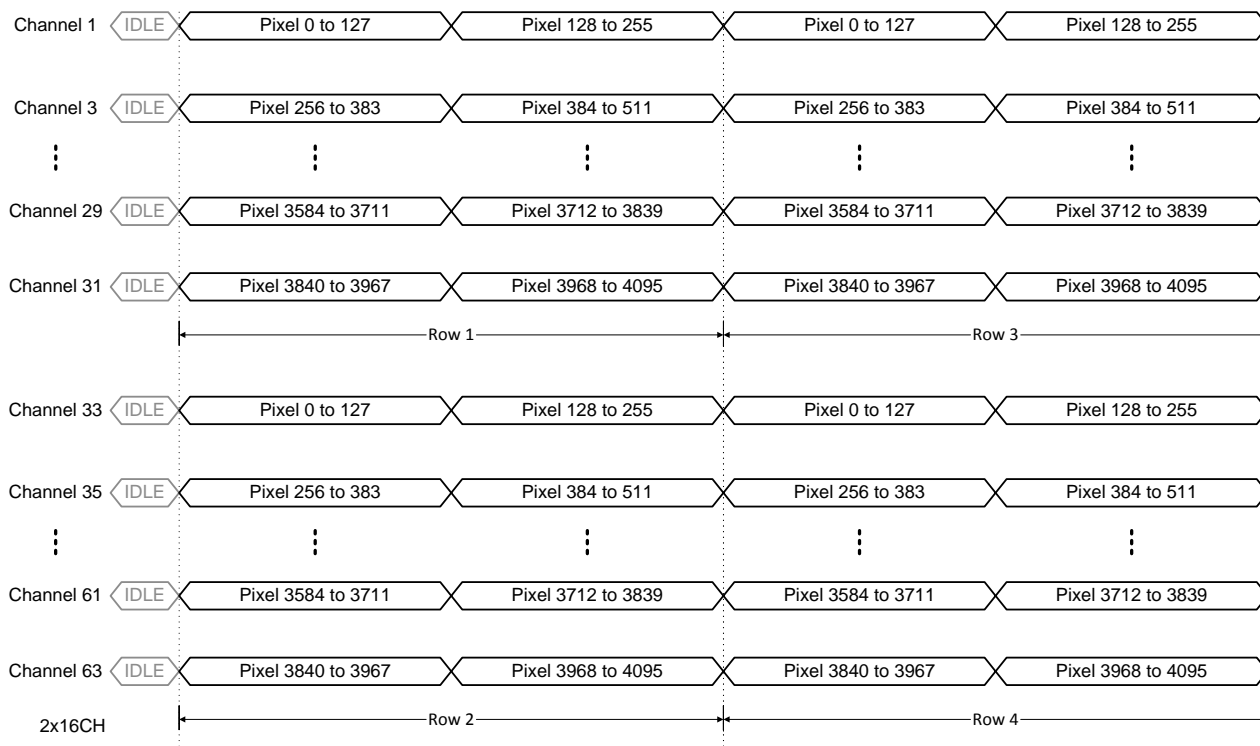 Channel 1 IDLE Pixel 0 to 127 Pixel 128 to 255 Pixel 0 to 127 Pixel 128 to 255
Channel 3 IDLE Pixel 256 to 383 Pixel 384 to 511 Pixel 256 to 383 Pixel 384 to 511
Channel 29 IDLE Pixel 3584 to 3711 Pixel 3712 to 3839 Pixel 3584 to 3711 Pixel 3712 to 3839
Channel 31 IDLE Pixel 3840 to 3967 Pixel 3968 to 4095 Pixel 3840 to 3967 Pixel 3968 to 4095
Row 1 Row 3
Channel 33 IDLE Pixel 0 to 127 Pixel 128 to 255 Pixel 0 to 127 Pixel 128 to 255
Channel 35 IDLE Pixel 256 to 383 Pixel 384 to 511 Pixel 256 to 383 Pixel 384 to 511
Channel 61 IDLE Pixel 3584 to 3711 Pixel 3712 to 3839 Pixel 3584 to 3711 Pixel 3712 to 3839
Channel 63 IDLE Pixel 3840 to 3967 Pixel 3968 to 4095 Pixel 3840 to 3967 Pixel 3968 to 4095
2x16CH Row 2 Row 4